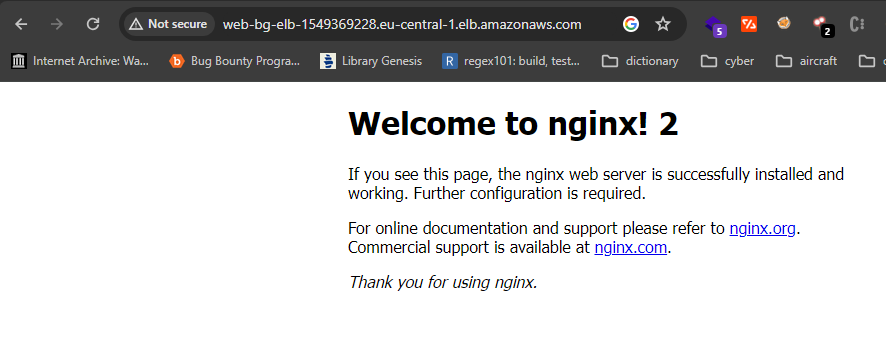 Not secure web-bg-elb-1549369228.eu-central-1.elb.amazonaws.com 5 2
Internet Archive: Wa... Bug Bounty Progra... Library Genesis R regex101: build, test... dictionary cyber aircraft
Welcome to nginx! 2
If you see this page, the nginx web server is successfully installed and
working. Further configuration is required.
For online documentation and support please refer to nginx.org.
Commercial support is available at nginx.com.
Thank you for using nginx.